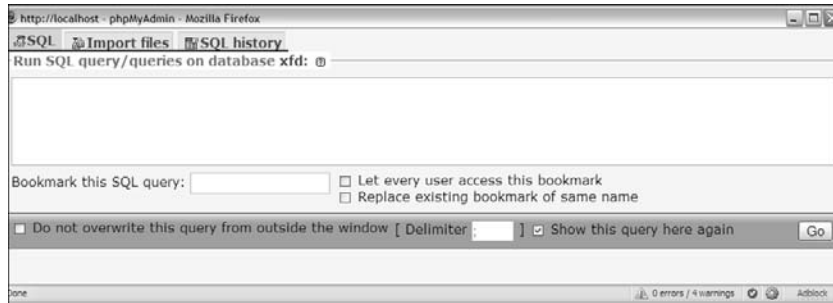 http://localhost - phpMyAdmin - Mozilla Firefox
SQL Import files SQL history
Run SQL query/queries on database xfd:
Bookmark this SQL query: Let every user access this bookmark
Replace existing bookmark of same name
Do not overwrite this query from outside the window [ Delimiter ; ] Show this query here again Go
Done 0 errors / 4 warnings Adblock